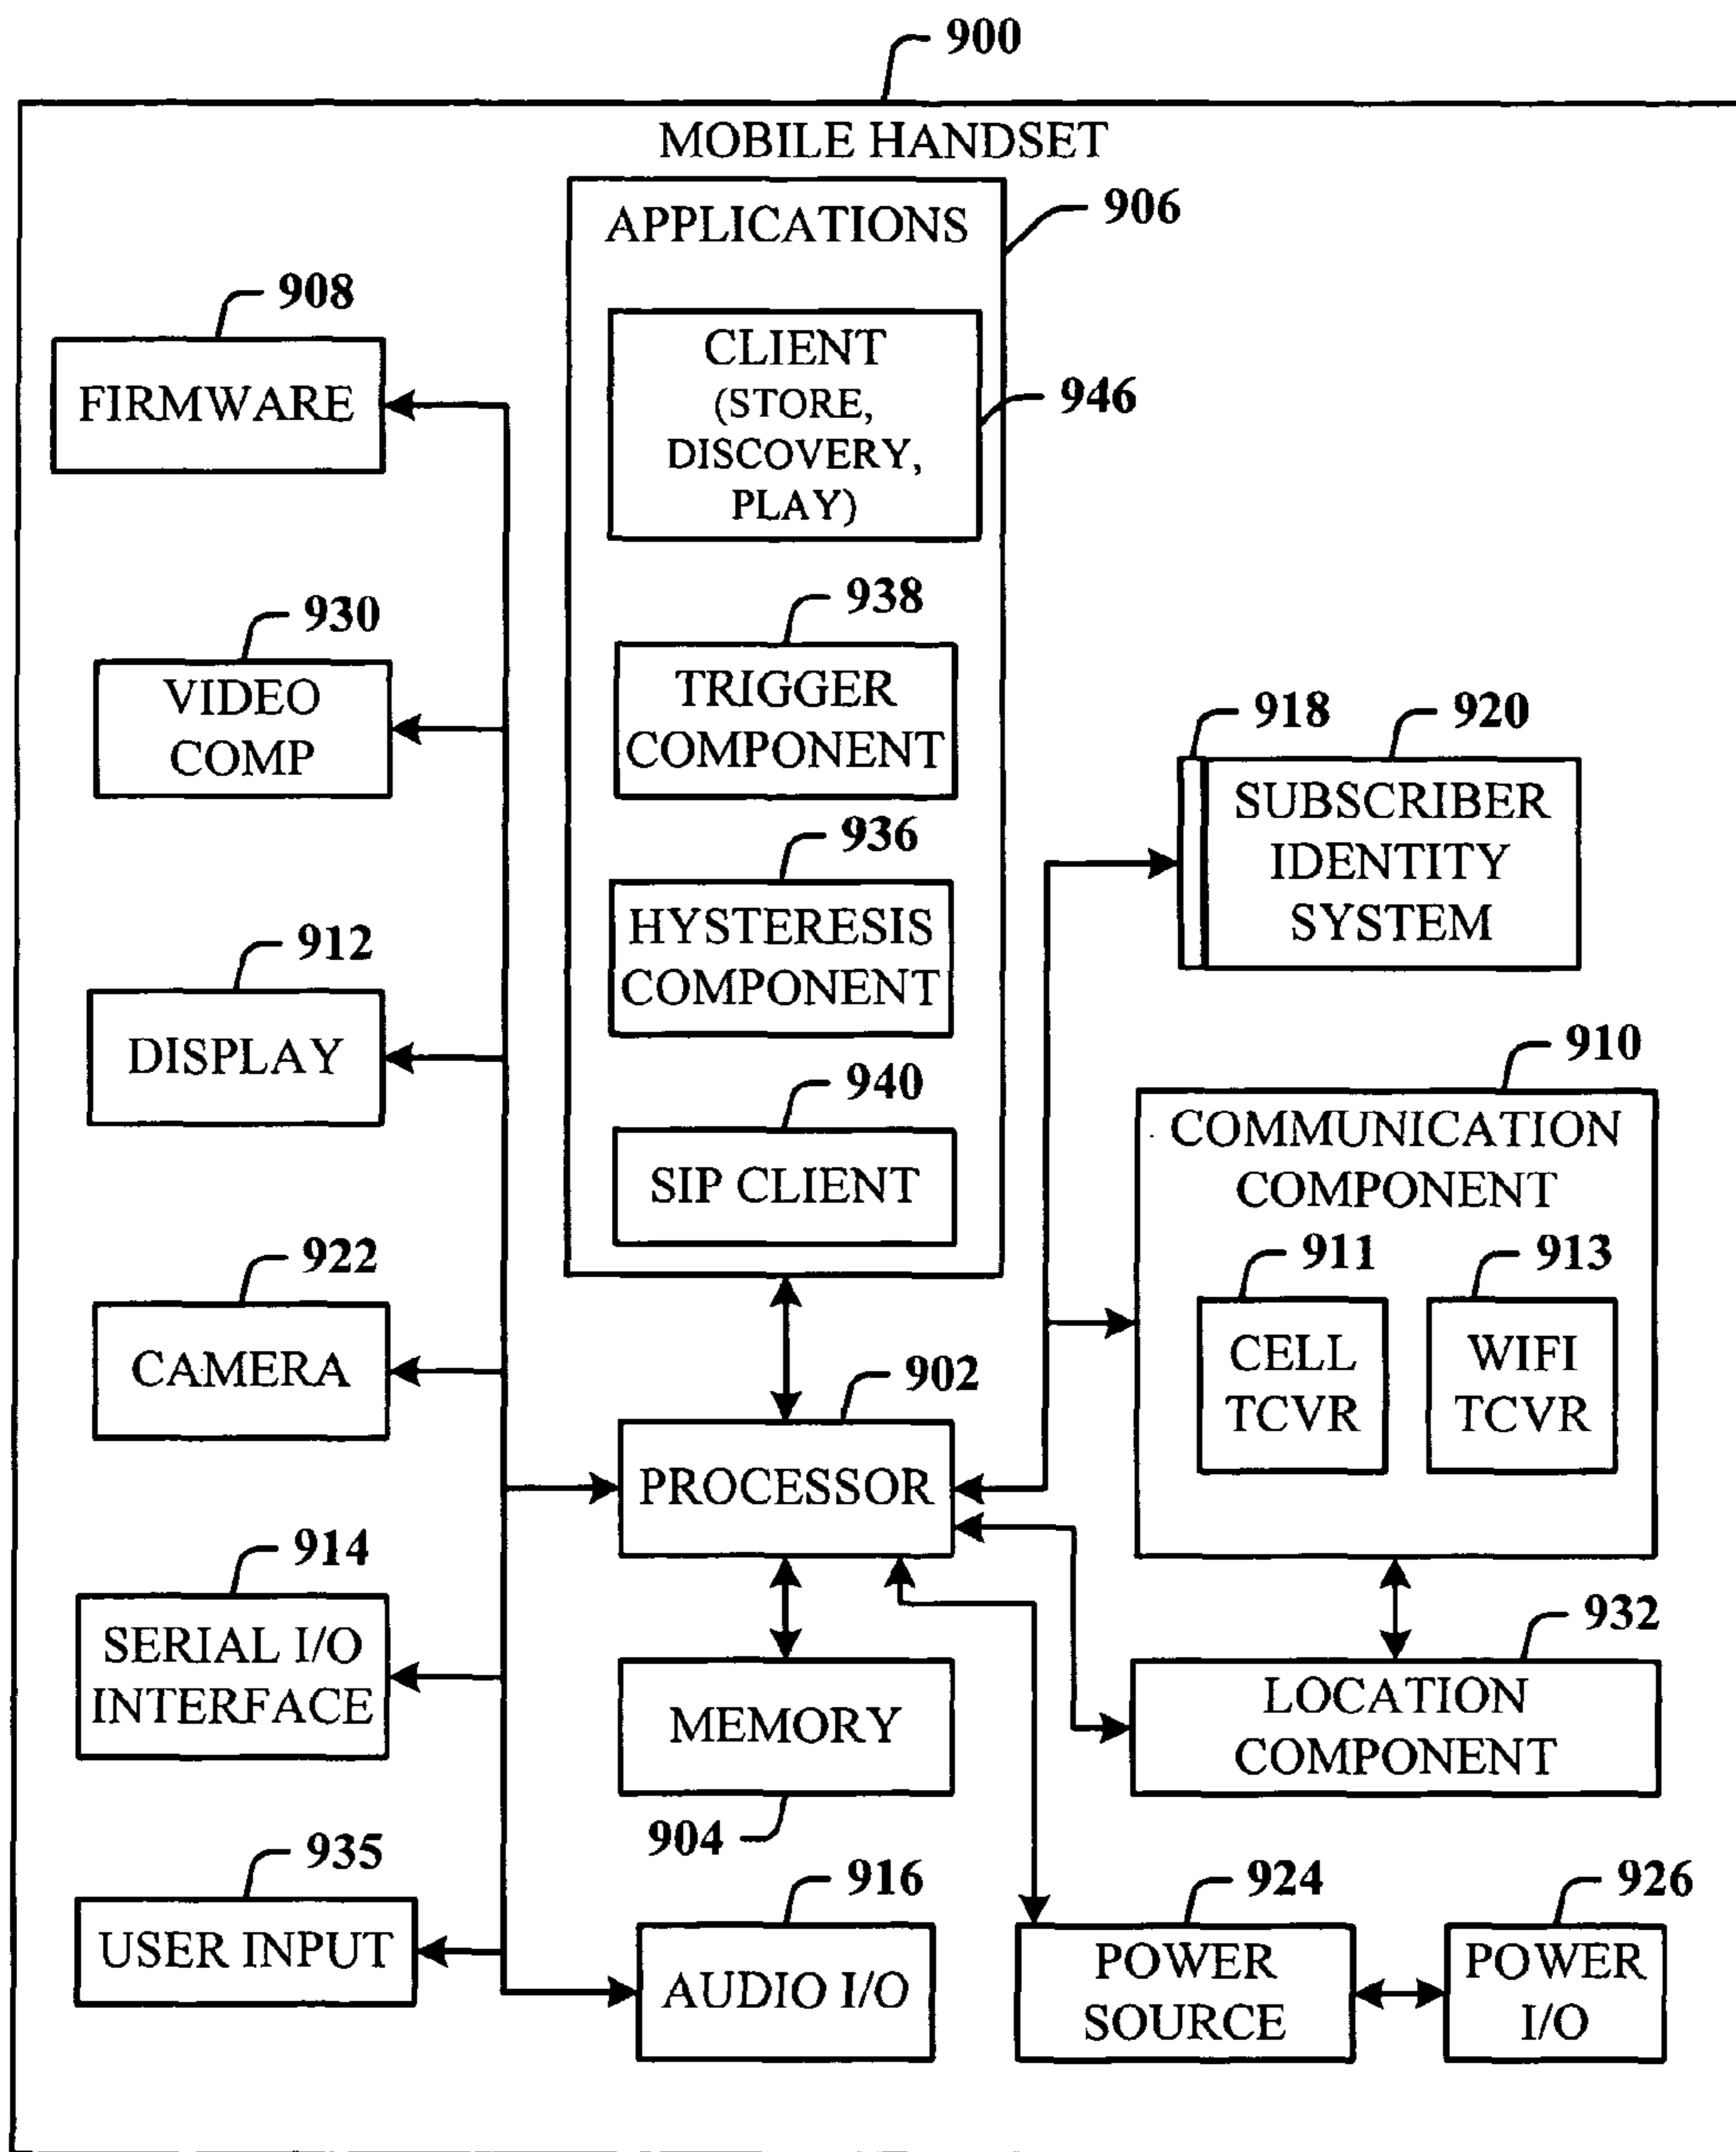 900
MOBILE HANDSET
APPLICATIONS
906
CLIENT
(STORE,
DISCOVERY,
PLAY)
946
938
TRIGGER
COMPONENT
936
HYSTERESIS
COMPONENT
940
SIP CLIENT
908
FIRMWARE
930
VIDEO
COMP
912
DISPLAY
922
CAMERA
914
SERIAL I/O
INTERFACE
935
USER INPUT
902
PROCESSOR
MEMORY
904
916
AUDIO I/O
918
920
SUBSCRIBER
IDENTITY
SYSTEM
910
COMMUNICATION
COMPONENT
911
CELL
TCVR
913
WIFI
TCVR
932
LOCATION
COMPONENT
924
POWER
SOURCE
926
POWER
I/O